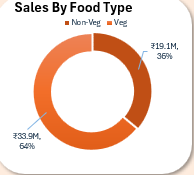 Sales By Food Type
Non-Veg Veg
₹19.1M,
36%
₹33.9M,
64%